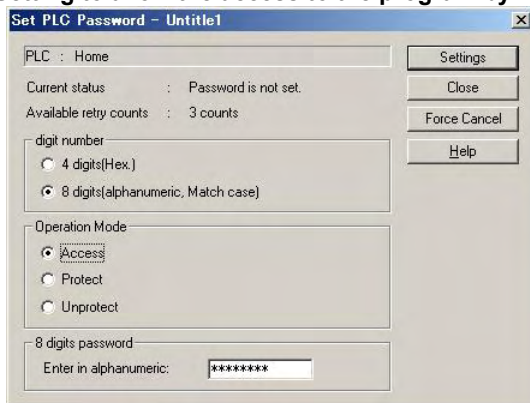 Set PLC Password - Untitle1
PLC : Home
Settings
Current status : Password is not set.
Close
Available retry counts : 3 counts
Force Cancel
digit number
Help
4 digits(Hex.)
8 digits(alphanumeric, Match case)
Operation Mode
Access
Protect
Unprotect
8 digits password
Enter in alphanumeric: ********